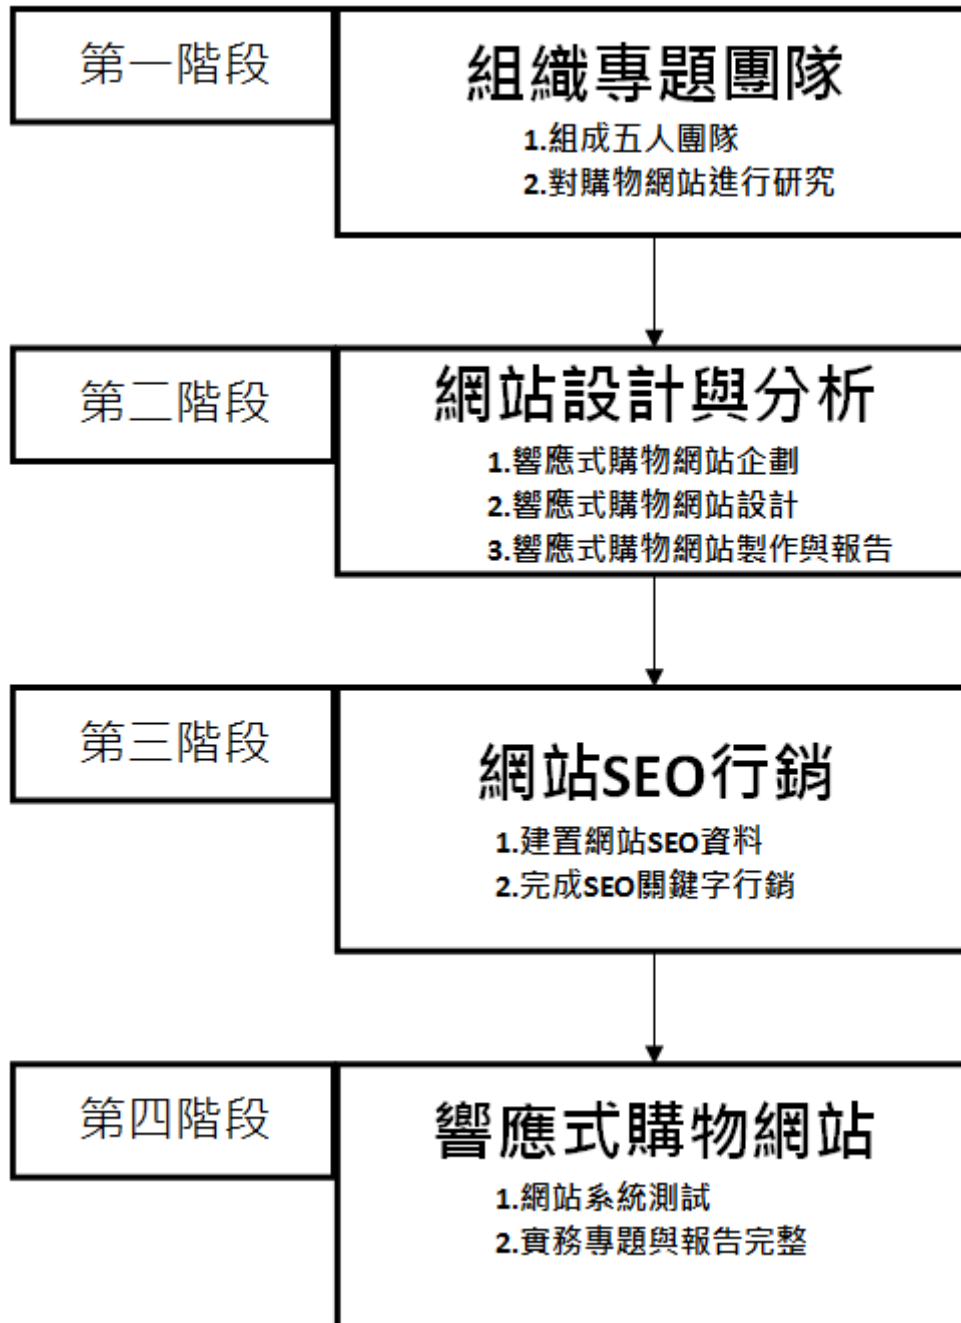 第一階段
組織專題團隊
1.組成五人團隊
2.對購物網站進行研究
第二階段
網站設計與分析
1.響應式購物網站企劃
2.響應式購物網站設計
3.響應式購物網站製作與報告
第三階段
網站SEO行銷
1.建置網站SEO資料
2.完成SEO關鍵字行銷
第四階段
響應式購物網站
1.網站系統測試
2.實務專題與報告完整